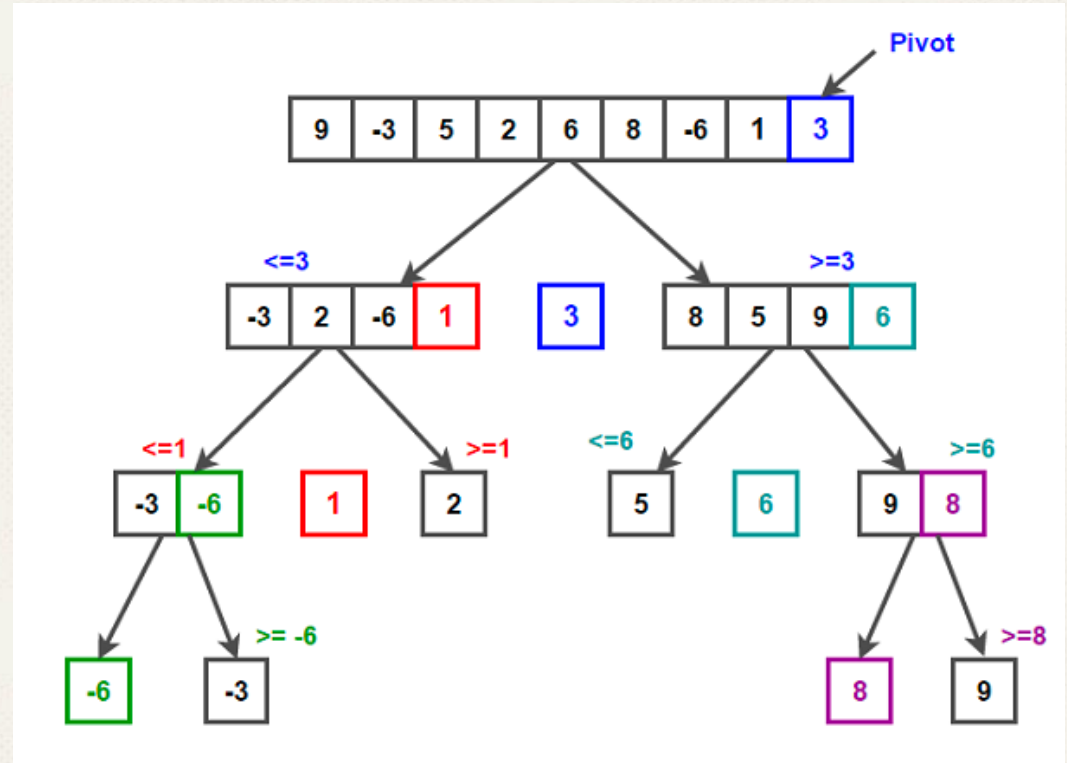 Pivot
9 -3 5 2 6 8 -6 1 3
<=3 >=3
-3 2 -6 1 3 8 5 9 6
<=1 >=1 <=6 >=6
-3 -6 1 2 5 6 9 8
>= -6 >=8
-6 -3 8 9